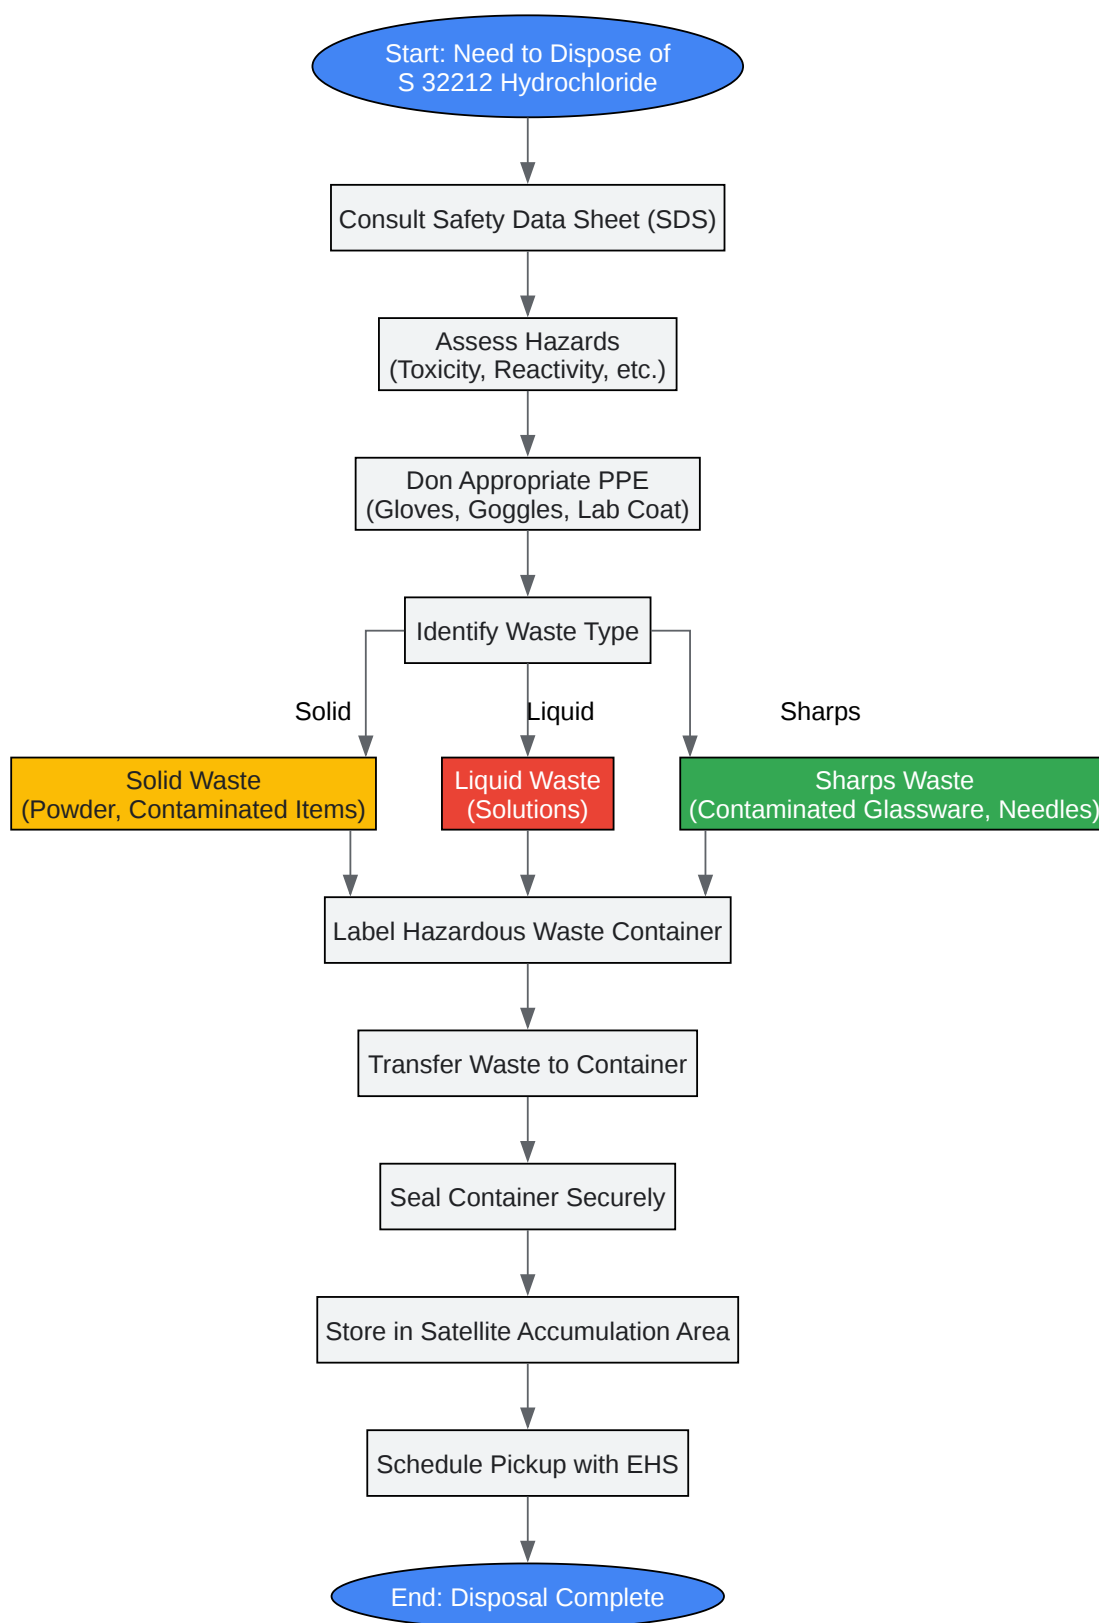 Start: Need to Dispose of
S 32212 Hydrochloride
Consult Safety Data Sheet (SDS)
Assess Hazards
(Toxicity, Reactivity, etc.)
Don Appropriate PPE
(Gloves, Goggles, Lab Coat)
Identify Waste Type
Solid
Liquid
Sharps
Solid Waste
(Powder, Contaminated Items)
Liquid Waste
(Solutions)
Sharps Waste
(Contaminated Glassware, Needles)
Label Hazardous Waste Container
Transfer Waste to Container
Seal Container Securely
Store in Satellite Accumulation Area
Schedule Pickup with EHS
End: Disposal Complete